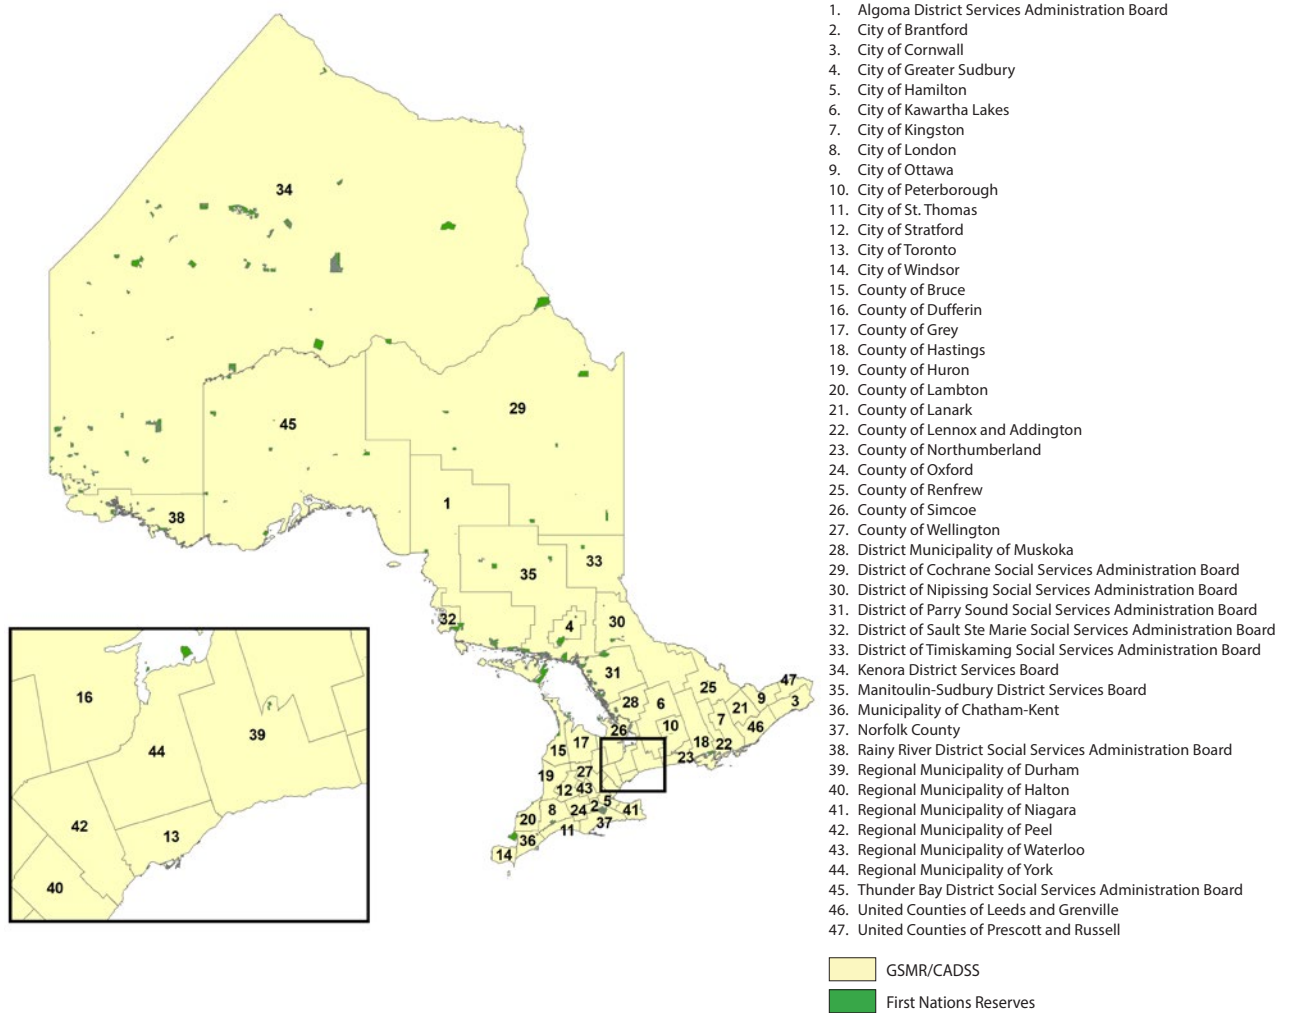 34
45
29
1
38
35
33
32
4
30
31
28
6
25
47
9
3
21
7
46
10
26
18
22
23
17
15
19
27
12
43
5
2
41
8
24
20
37
11
36
14
16
44
39
42
13
40
1. Algoma District Services Administration Board
2. City of Brantford
3. City of Cornwall
4. City of Greater Sudbury
5. City of Hamilton
6. City of Kawartha Lakes
7. City of Kingston
8. City of London
9. City of Ottawa
10. City of Peterborough
11. City of St. Thomas
12. City of Stratford
13. City of Toronto
14. City of Windsor
15. County of Bruce
16. County of Dufferin
17. County of Grey
18. County of Hastings
19. County of Huron
20. County of Lambton
21. County of Lanark
22. County of Lennox and Addington
23. County of Northumberland
24. County of Oxford
25. County of Renfrew
26. County of Simcoe
27. County of Wellington
28. District Municipality of Muskoka
29. District of Cochrane Social Services Administration Board
30. District of Nipissing Social Services Administration Board
31. District of Parry Sound Social Services Administration Board
32. District of Sault Ste Marie Social Services Administration Board
33. District of Timiskaming Social Services Administration Board
34. Kenora District Services Board
35. Manitoulin-Sudbury District Services Board
36. Municipality of Chatham-Kent
37. Norfolk County
38. Rainy River District Social Services Administration Board
39. Regional Municipality of Durham
40. Regional Municipality of Halton
41. Regional Municipality of Niagara
42. Regional Municipality of Peel
43. Regional Municipality of Waterloo
44. Regional Municipality of York
45. Thunder Bay District Social Services Administration Board
46. United Counties of Leeds and Grenville
47. United Counties of Prescott and Russell
GSMR/CADSS
First Nations Reserves